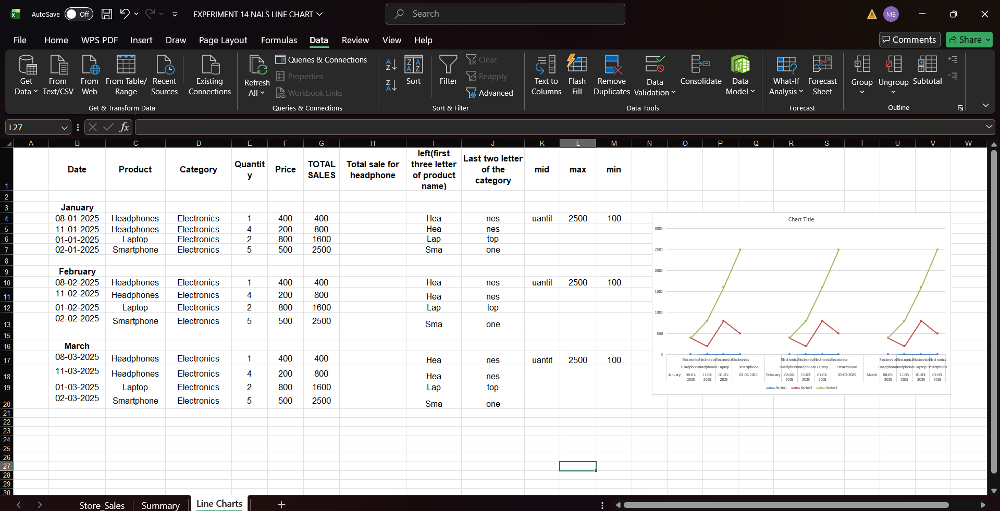 AutoSave Off EXPERIMENT 14 NALS LINE CHART Search MB
File Home WPS PDF Insert Draw Page Layout Formulas Data Review View Help Comments Share
Get Data
From Text/CSV
From Web
From Table/ Range
Recent Sources
Existing Connections
Get & Transform Data
Refresh All
Queries & Connections
Properties
Workbook Links
Queries & Connections
Sort
Filter
Clear
Reapply
Advanced
Sort & Filter
Text to Columns
Flash Fill
Remove Duplicates
Data Validation
Consolidate
Data Model
Data Tools
What-If Analysis
Forecast Sheet
Forecast
Group
Ungroup
Subtotal
Outline
L27 fx
A B C D E F G H I J K L M N O P Q R S T U V W
1 Date Product Category Quantity Price TOTAL SALES Total sale for headphone left(first three letter of product name) Last two letter of the category mid max min
2
3 January
4 08-01-2025 Headphones Electronics 1 400 400 Hea nes uantit 2500 100
5 11-01-2025 Headphones Electronics 4 200 800 Hea nes
6 01-01-2025 Laptop Electronics 2 800 1600 Lap top
7 02-01-2025 Smartphone Electronics 5 500 2500 Sma one
8
9 February
10 08-02-2025 Headphones Electronics 1 400 400 Hea nes uantit 2500 100
11 11-02-2025 Headphones Electronics 4 200 800 Hea nes
12 01-02-2025 Laptop Electronics 2 800 1600 Lap top
13 02-02-2025 Smartphone Electronics 5 500 2500 Sma one
15
16 March
17 08-03-2025 Headphones Electronics 1 400 400 Hea nes uantit 2500 100
18 11-03-2025 Headphones Electronics 4 200 800 Hea nes
19 01-03-2025 Laptop Electronics 2 800 1600 Lap top
20 02-03-2025 Smartphone Electronics 5 500 2500 Sma one
21
22
23
24
25
26
27
28
29
30
Chart Title
3000
2500
2000
1500
1000
500
0
Electronics Electronics Electronics Electronics Electronics Electronics Electronics Electronics Electronics Electronics Electronics Electronics
Headphones Headphones Laptop Smartphone Headphones Headphones Laptop Smartphone Headphones Headphones Laptop Smartphone
January 08-01-2025 11-01-2025 01-01-2025 02-01-2025 February 08-02-2025 11-02-2025 01-02-2025 02-02-2025 March 08-03-2025 11-03-2025 01-03-2025 02-03-2025
Series1 Series2 Series3
Store_Sales Summary Line Charts